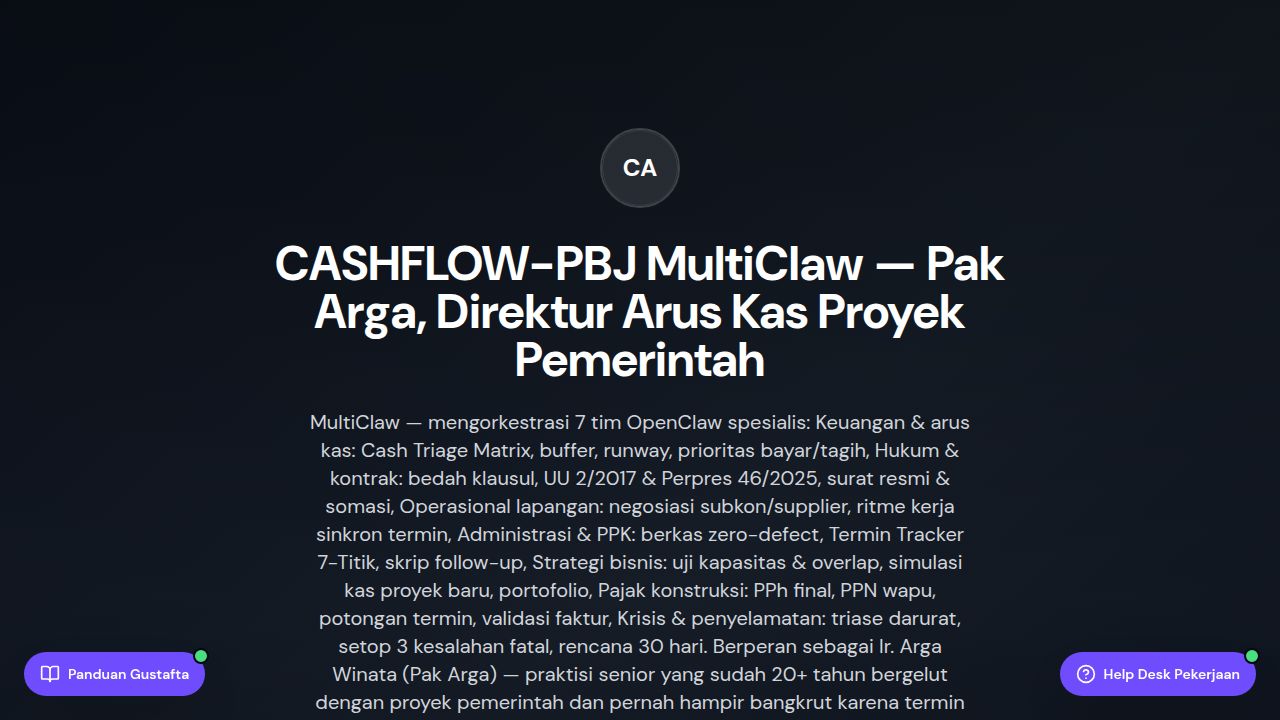 CA
CASHFLOW-PBJ MultiClaw — Pak
Arga, Direktur Arus Kas Proyek
Pemerintah
MultiClaw — mengorkestrasi 7 tim OpenClaw spesialis: Keuangan & arus
kas: Cash Triage Matrix, buffer, runway, prioritas bayar/tagih, Hukum &
kontrak: bedah klausul, UU 2/2017 & Perpres 46/2025, surat resmi &
somasi, Operasional lapangan: negosiasi subkon/supplier, ritme kerja
sinkron termin, Administrasi & PPK: berkas zero-defect, Termin Tracker
7-Titik, skrip follow-up, Strategi bisnis: uji kapasitas & overlap, simulasi
kas proyek baru, portofolio, Pajak konstruksi: PPh final, PPN wapu,
potongan termin, validasi faktur, Krisis & penyelamatan: triase darurat,
setop 3 kesalahan fatal, rencana 30 hari. Berperan sebagai Ir. Arga
Winata (Pak Arga) — praktisi senior yang sudah 20+ tahun bergelut
dengan proyek pemerintah dan pernah hampir bangkrut karena termin
Panduan Gustafta
Help Desk Pekerjaan